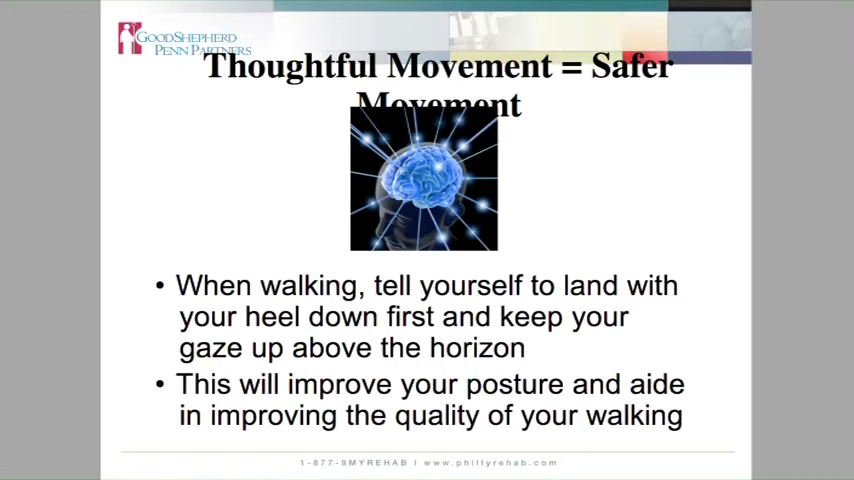 GOODSHEPHERD
PENN PARTNERS
Thoughtful Movement = Safer
Movement
• When walking, tell yourself to land with
your heel down first and keep your
gaze up above the horizon
• This will improve your posture and aide
in improving the quality of your walking
1-877-9MYREHAB | www.phillyrehab.com